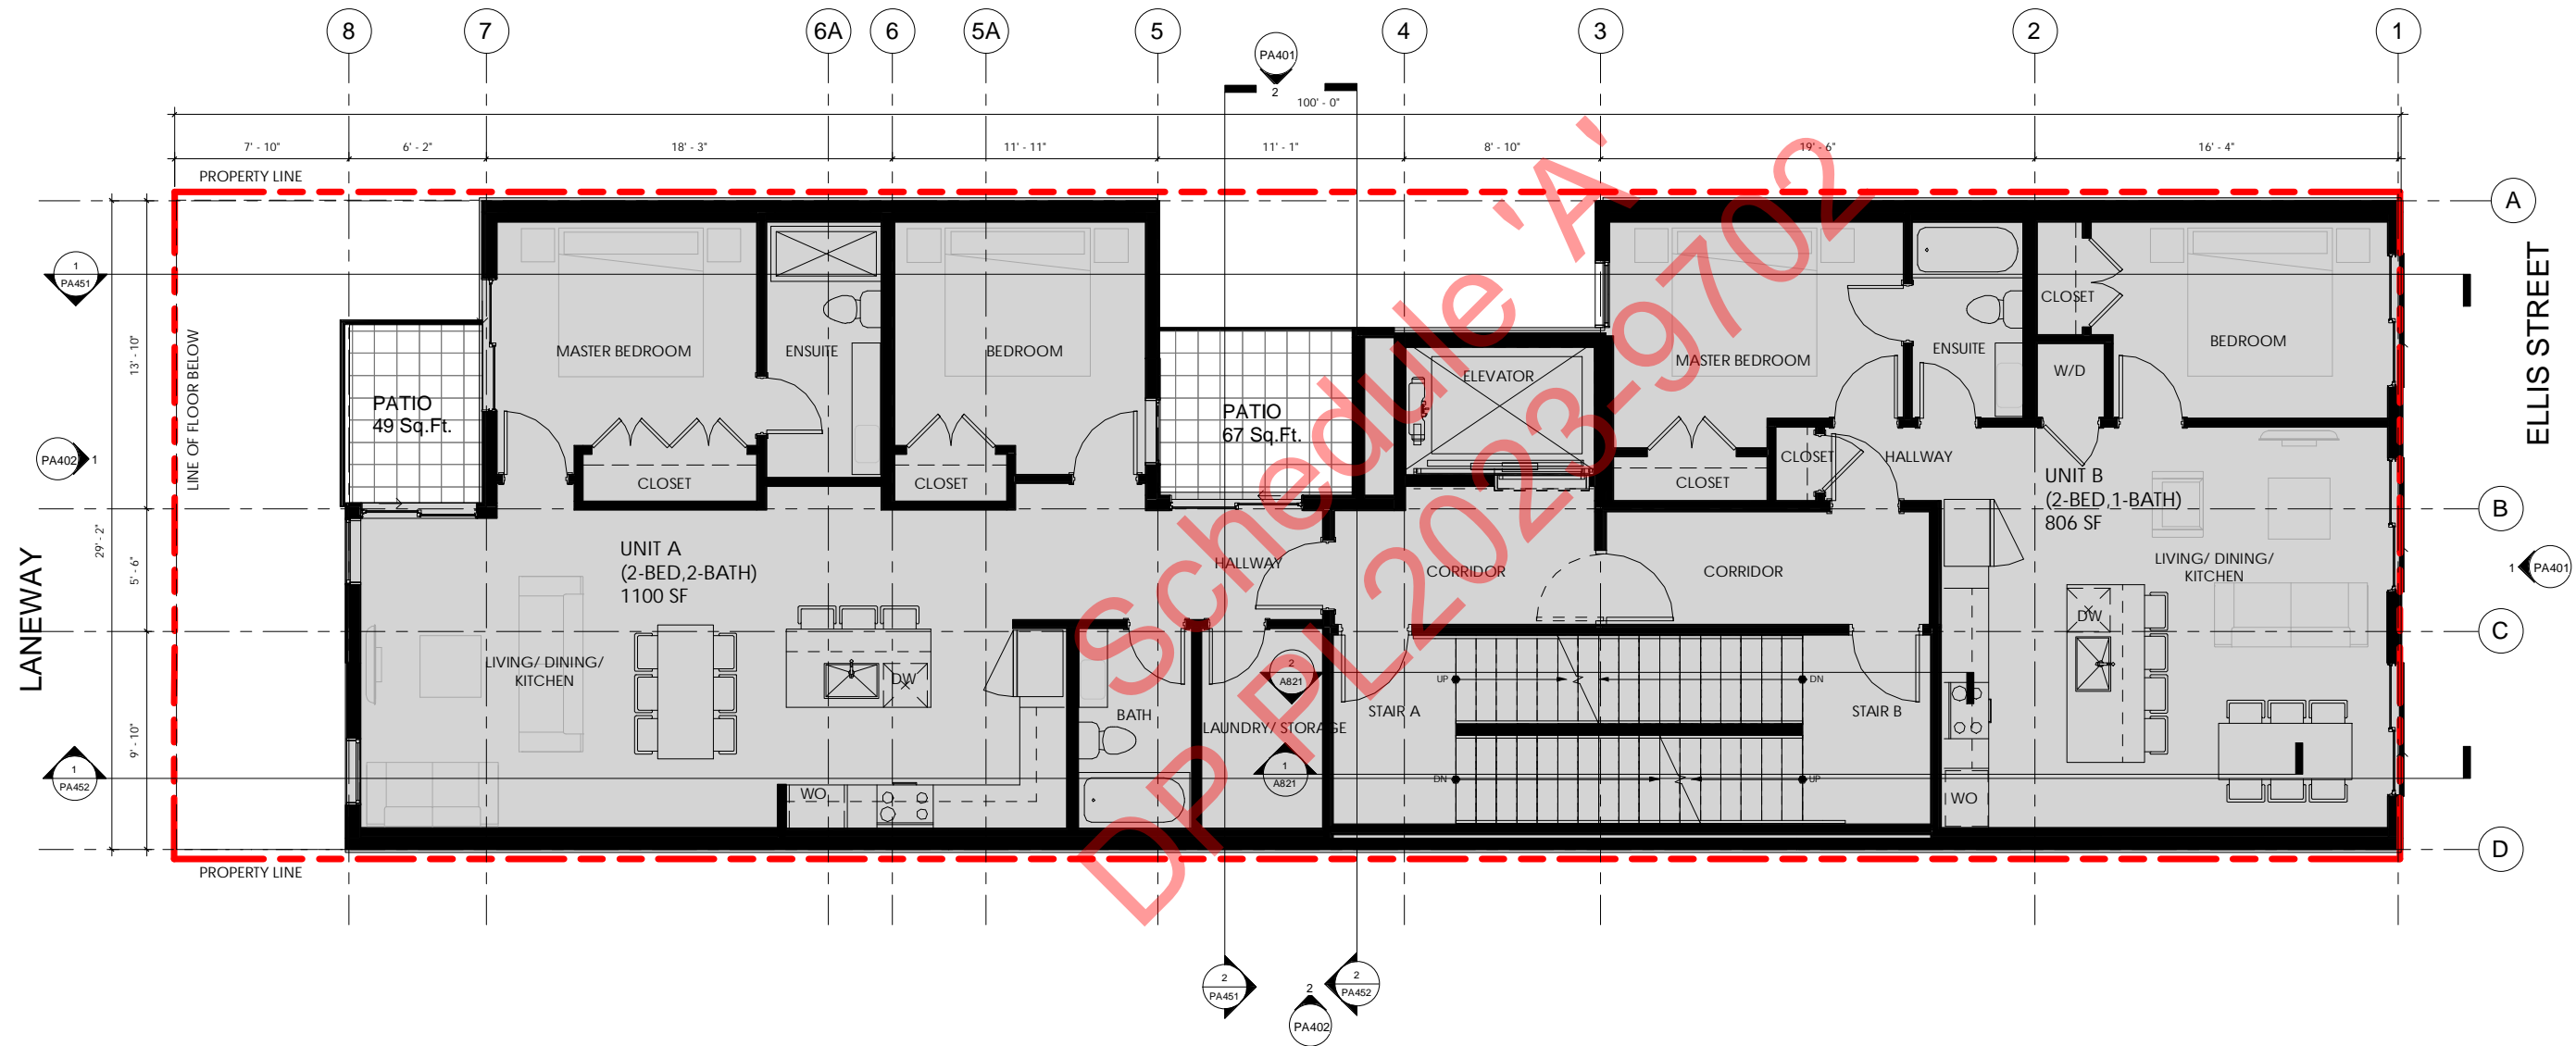 8
7
6A
6
5A
5
4
3
2
1
PA401
2
100' - 0"
7' - 10"
6' - 2"
18' - 3"
11' - 11"
11' - 1"
8' - 10"
19' - 6"
16' - 4"
PROPERTY LINE
A
B
C
D
1
PA451
PA402
1
1
PA452
LANEWAY
29' - 2"
13' - 10"
5' - 6"
9' - 10"
LINE OF FLOOR BELOW
PATIO
49 Sq.Ft.
MASTER BEDROOM
ENSUITE
BEDROOM
CLOSET
CLOSET
PATIO
67 Sq.Ft.
ELEVATOR
MASTER BEDROOM
ENSUITE
CLOSET
W/D
BEDROOM
CLOSET
CLOSET
HALLWAY
UNIT A
(2-BED,2-BATH)
1100 SF
HALLWAY
CORRIDOR
CORRIDOR
UNIT B
(2-BED,1-BATH)
806 SF
LIVING/ DINING/
KITCHEN
DW
LIVING/ DINING/
KITCHEN
DW
WO
BATH
LAUNDRY/ STORAGE
2
A821
1
A821
STAIR A
STAIR B
UP
DN
DN
UP
WO
ELLIS STREET
1
PA401
PROPERTY LINE
2
PA451
2
PA452
2
PA402
Schedule 'A'
DP PL2023-9702